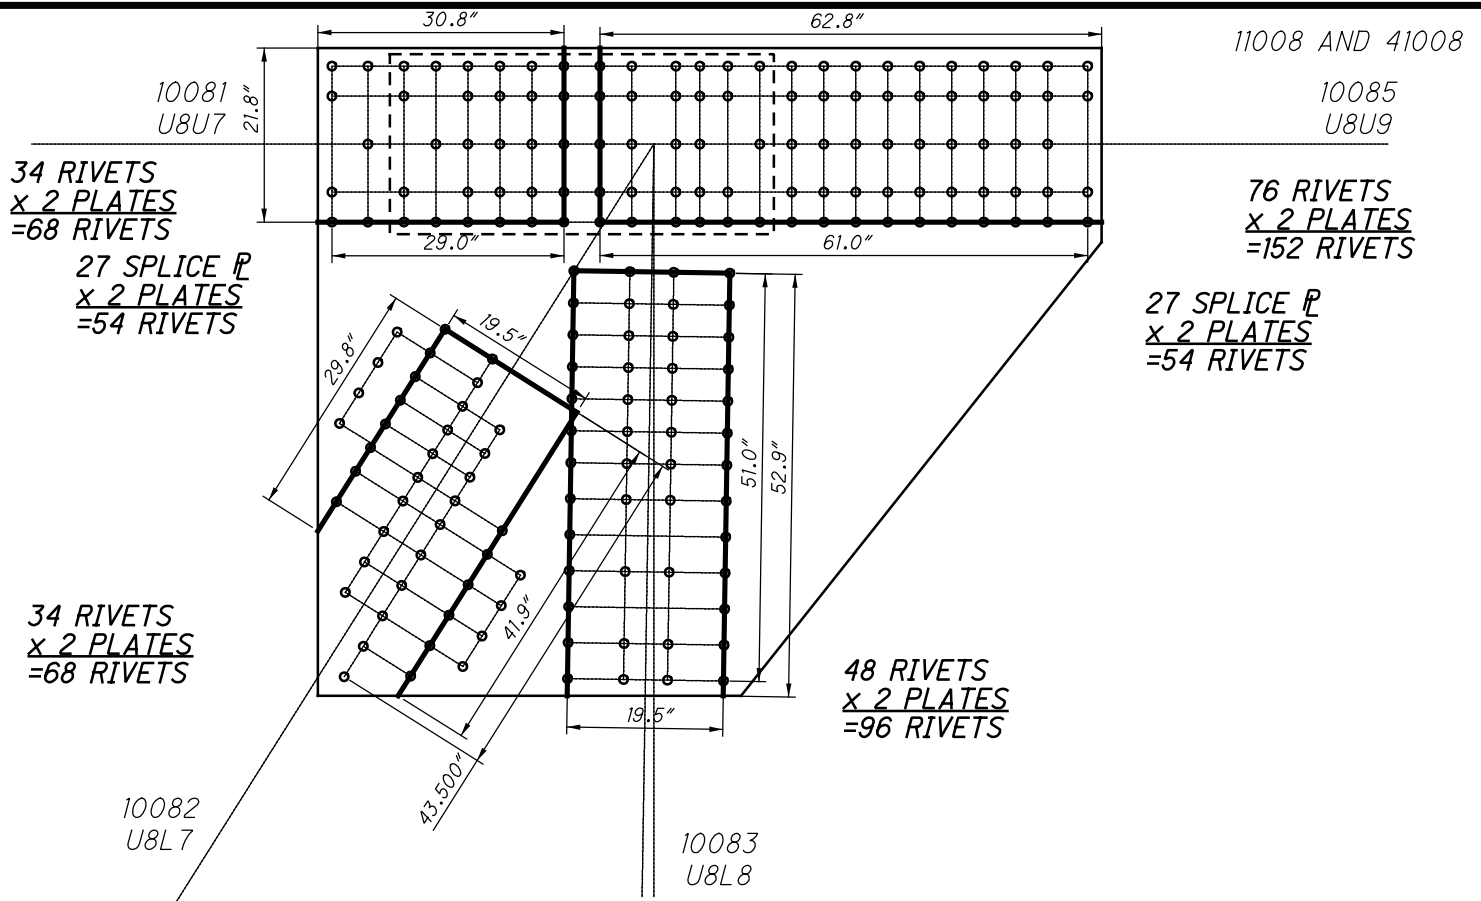 30.8"
62.8"
11008 AND 41008
10081
U8U7
21.8"
10085
U8U9
34 RIVETS
x 2 PLATES
=68 RIVETS
76 RIVETS
x 2 PLATES
=152 RIVETS
29.0"
61.0"
27 SPLICE ⅊
x 2 PLATES
=54 RIVETS
27 SPLICE ⅊
x 2 PLATES
=54 RIVETS
19.5"
29.8"
51.0"
52.9"
41.9"
43.500"
34 RIVETS
x 2 PLATES
=68 RIVETS
48 RIVETS
x 2 PLATES
=96 RIVETS
19.5"
10082
U8L7
10083
U8L8